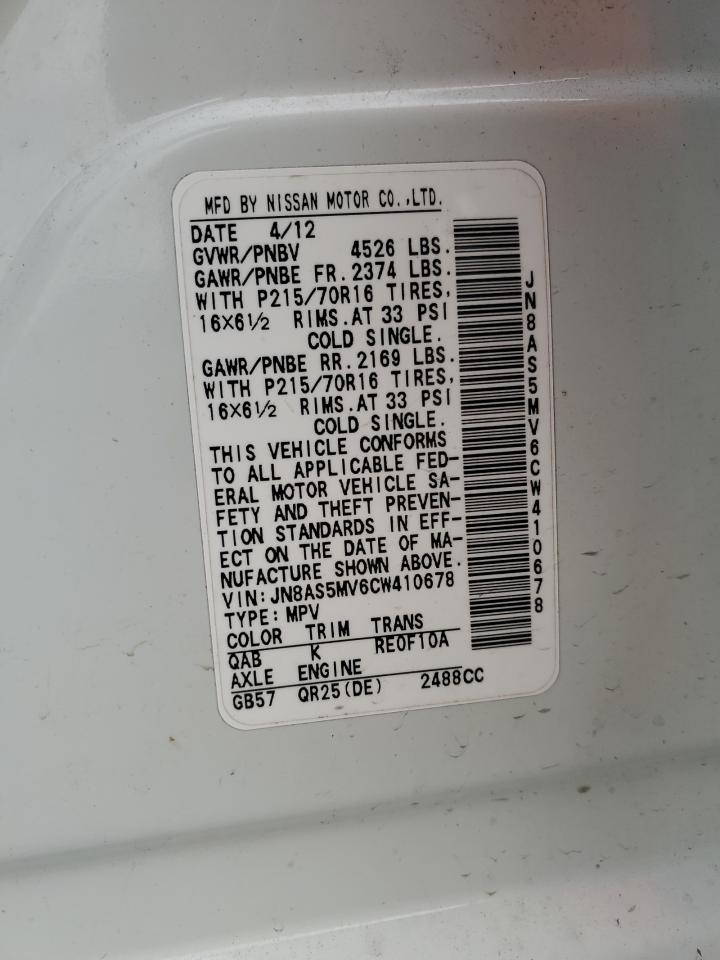 MFD BY NISSAN MOTOR CO.,LTD.
DATE 4/12
GVWR/PNBV 4526 LBS.
GAWR/PNBE FR.2374 LBS.
WITH P215/70R16 TIRES,
16X6½ RIMS.AT 33 PSI
COLD SINGLE.
GAWR/PNBE RR.2169 LBS.
WITH P215/70R16 TIRES,
16X6½ RIMS.AT 33 PSI
COLD SINGLE.
THIS VEHICLE CONFORMS
TO ALL APPLICABLE FED-
ERAL MOTOR VEHICLE SA-
FETY AND THEFT PREVEN-
TION STANDARDS IN EFF-
ECT ON THE DATE OF MA-
NUFACTURE SHOWN ABOVE.
VIN:JN8AS5MV6CW410678
TYPE:MPV
COLOR TRIM TRANS
QAB K RE0F10A
AXLE ENGINE
GB57 QR25(DE) 2488CC
JN8AS5MV6CW410678